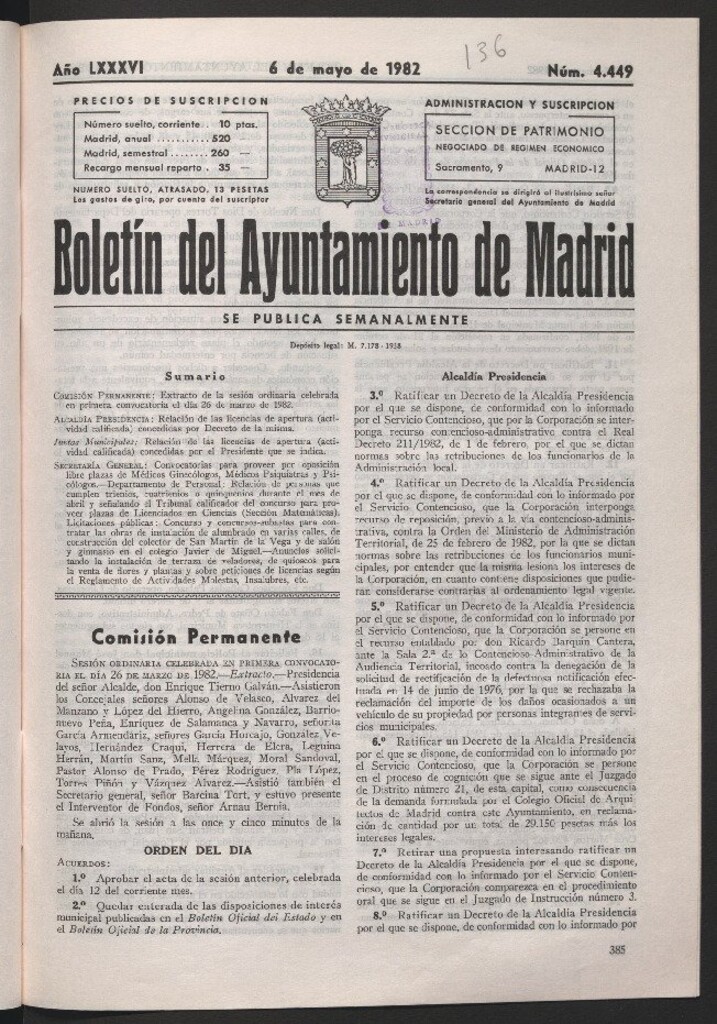 136
Año LXXXVI 6 de mayo de 1982 Núm. 4.449
PRECIOS DE SUSCRIPCION
Número suelto, corriente . 10 ptas.
Madrid, anual .......... 520 —
Madrid, semestral ........ 260 —
Recargo mensual reparto . 35 —
NUMERO SUELTO, ATRASADO, 13 PESETAS
Los gastos de giro, por cuenta del suscriptor
ADMINISTRACION Y SUSCRIPCION
SECCION DE PATRIMONIO
NEGOCIADO DE REGIMEN ECONOMICO
Sacramento, 9 MADRID-12
La correspondencia se dirigirá al ilustrísimo señor
Secretario general del Ayuntamiento de Madrid
MADRID
Boletín del Ayuntamiento de Madrid
SE PUBLICA SEMANALMENTE
Depósito legal: M. 7.178 - 1958
Sumario
COMISIÓN PERMANENTE: Extracto de la sesión ordinaria celebrada
en primera convocatoria el día 26 de marzo de 1982.
ALCALDÍA PRESIDENCIA: Relación de las licencias de apertura (acti-
vidad calificada) concedidas por Decreto de la misma.
Juntas Municipales: Relación de las licencias de apertura (acti-
vidad calificada) concedidas por el Presidente que se indica.
SECRETARÍA GENERAL: Convocatorias para proveer por oposición
libre plazas de Médicos Ginecólogos, Médicos Psiquiatras y Psi-
cólogos.—Departamento de Personal: Relación de personas que
cumplen trienios, cuatrienios o quinquenios durante el mes de
abril y señalando el Tribunal calificador del concurso para pro-
veer plazas de Licenciados en Ciencias (Sección Matemáticas).
Licitaciones públicas: Concurso y concursos-subastas para con-
tratar las obras de instalación de alumbrado en varias calles, de
construcción del colector de San Martín de la Vega y de salón
y gimnasio en el colegio Javier de Miguel.—Anuncios solici-
tando la instalación de terraza de veladores, de quioscos para
la venta de flores y plantas y sobre peticiones de licencias según
el Reglamento de Actividades Molestas, Insalubres, etc.
Comisión Permanente
SESIÓN ORDINARIA CELEBRADA EN PRIMERA CONVOCATO-
RIA EL DÍA 26 DE MARZO DE 1982.—Extracto.—Presidencia
del señor Alcalde, don Enrique Tierno Galván.—Asistieron
los Concejales señores Alonso de Velasco, Alvarez del
Manzano y López del Hierro, Angelina González, Barrio-
nuevo Peña, Enríquez de Salamanca y Navarro, señorita
García Armendáriz, señores García Horcajo, González Ve-
layos, Hernández Craqui, Herrera de Elera, Leguina
Herrán, Martín Sanz, Mella Márquez, Moral Sandoval,
Pastor Alonso de Prado, Pérez Rodríguez, Pla López,
Torres Piñón y Vázquez Alvarez.—Asistió también el
Secretario general, señor Barcina Tort, y estuvo presente
el Interventor de Fondos, señor Arnau Bernia.
Se abrió la sesión a las once y cinco minutos de la
mañana.
ORDEN DEL DIA
ACUERDOS:
1.º Aprobar el acta de la sesión anterior, celebrada
el día 12 del corriente mes.
2.º Quedar enterada de las disposiciones de interés
municipal publicadas en el Boletín Oficial del Estado y en
el Boletín Oficial de la Provincia.
Alcaldía Presidencia
3.º Ratificar un Decreto de la Alcaldía Presidencia
por el que se dispone, de conformidad con lo informado
por el Servicio Contencioso, que por la Corporación se inter-
ponga recurso contencioso-administrativo contra el Real
Decreto 211/1982, de 1 de febrero, por el que se dictan
normas sobre las retribuciones de los funcionarios de la
Administración local.
4.º Ratificar un Decreto de la Alcaldía Presidencia
por el que se dispone, de conformidad con lo informado por
el Servicio Contencioso, que la Corporación interponga
recurso de reposición, previo a la vía contencioso-adminis-
trativa, contra la Orden del Ministerio de Administración
Territorial, de 25 de febrero de 1982, por la que se dictan
normas sobre las retribuciones de los funcionarios muni-
cipales, por entender que la misma lesiona los intereses de
la Corporación, en cuanto contiene disposiciones que pudie-
ran considerarse contrarias al ordenamiento legal vigente.
5.º Ratificar un Decreto de la Alcaldía Presidencia
por el que se dispone, de conformidad con lo informado por
el Servicio Contencioso, que la Corporación se persone en
el recurso entablado por don Ricardo Barquín Cantera,
ante la Sala 2.ª de lo Contencioso-Administrativo de la
Audiencia Territorial, incoado contra la denegación de la
solicitud de rectificación de la defectuosa notificación efec-
tuada en 14 de junio de 1976, por la que se rechazaba la
reclamación del importe de los daños ocasionados a un
vehículo de su propiedad por personas integrantes de servi-
cios municipales.
6.º Ratificar un Decreto de la Alcaldía Presidencia
por el que se dispone, de conformidad con lo informado por
el Servicio Contencioso, que la Corporación se persone
en el proceso de cognición que se sigue ante el Juzgado
de Distrito número 21, de esta capital, como consecuencia
de la demanda formulada por el Colegio Oficial de Arqui-
tectos de Madrid contra este Ayuntamiento, en reclama-
ción de cantidad por un total de 29.150 pesetas más los
intereses legales.
7.º Retirar una propuesta interesando ratificar un
Decreto de la Alcaldía Presidencia por el que se dispone,
de conformidad con lo informado por el Servicio Conten-
cioso, que la Corporación comparezca en el procedimiento
oral que se sigue en el Juzgado de Instrucción número 3.
8.º Ratificar un Decreto de la Alcaldía Presidencia
por el que se dispone, de conformidad con lo informado por
385